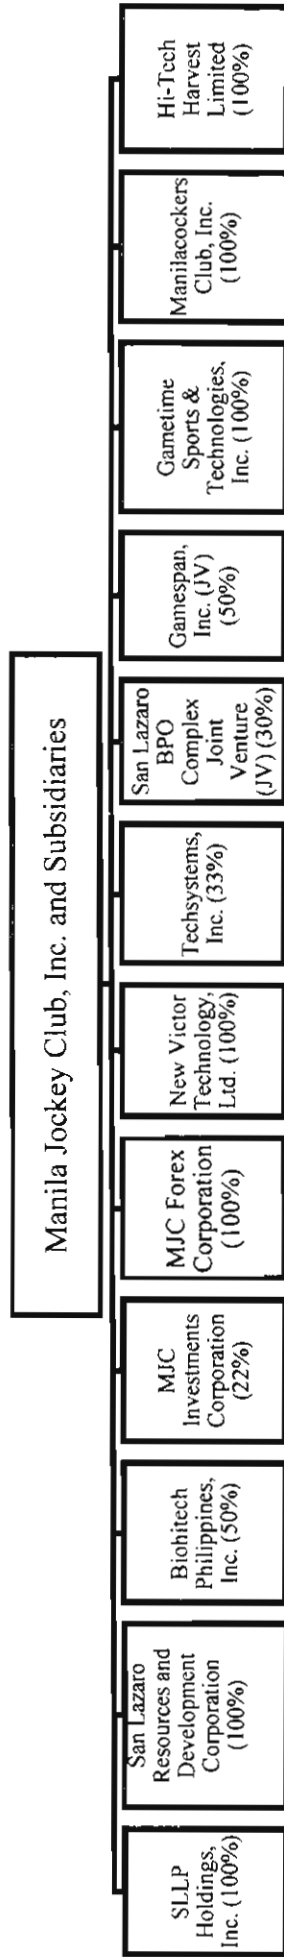 Manila Jockey Club, Inc. and Subsidiaries
SLLP
Holdings,
Inc. (100%)
San Lazaro
Resources and
Development
Corporation
(100%)
Biohitech
Philippines,
Inc. (50%)
MJC
Investments
Corporation
(22%)
MJC Forex
Corporation
(100%)
New Victor
Technology,
Ltd. (100%)
Techsystems,
Inc. (33%)
San Lazaro
BPO
Complex
Joint
Venture
(JV) (30%)
Gamespan,
Inc. (JV)
(50%)
Gametime
Sports &
Technologies,
Inc. (100%)
Manilacockers
Club, Inc.
(100%)
Hi-Tech
Harvest
Limited
(100%)